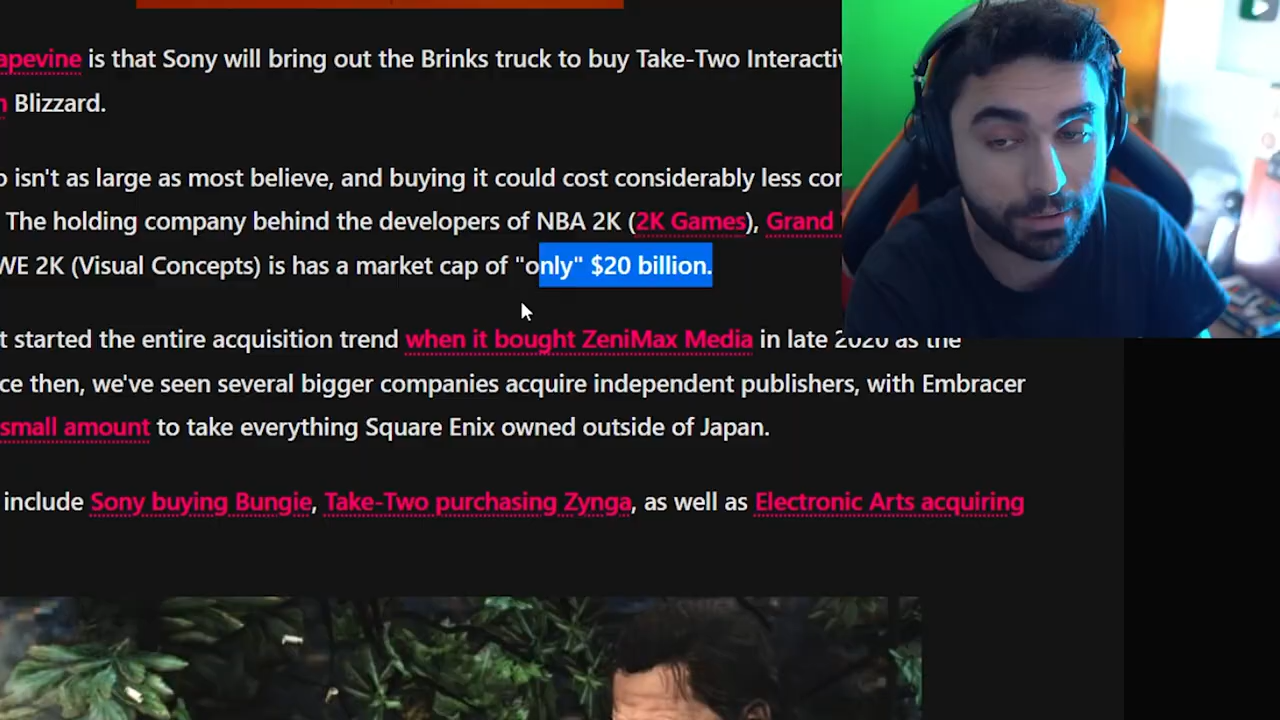 is that Sony will bring out the Brinks truck to buy Take-Two
Blizzard.
isn't as large as most believe, and buying it could cost considerably less
The holding company behind the developers of NBA 2K (2K Games), Grand
2K (Visual Concepts) is has a market cap of "only" $20 billion.
started the entire acquisition trend when it bought ZeniMax Media in late 2020 as the
then, we've seen several bigger companies acquire independent publishers, with Embracer
small amount to take everything Square Enix owned outside of Japan.
include Sony buying Bungie, Take-Two purchasing Zynga, as well as Electronic Arts acquiring